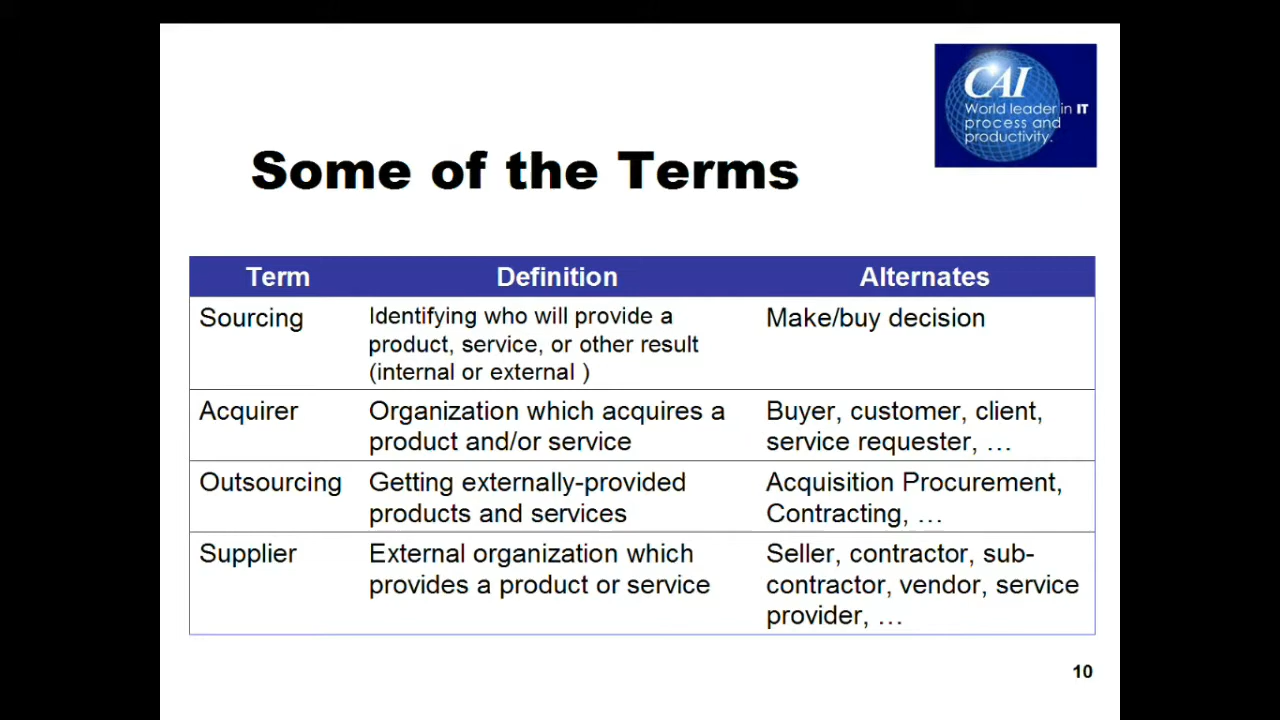 CAI
World leader in IT
process and
productivity.
Some of the Terms
Term Definition Alternates
Sourcing Identifying who will provide a Make/buy decision
product, service, or other result
(internal or external )
Acquirer Organization which acquires a Buyer, customer, client,
product and/or service service requester, …
Outsourcing Getting externally-provided Acquisition Procurement,
products and services Contracting, …
Supplier External organization which Seller, contractor, sub-
provides a product or service contractor, vendor, service
provider, …
10